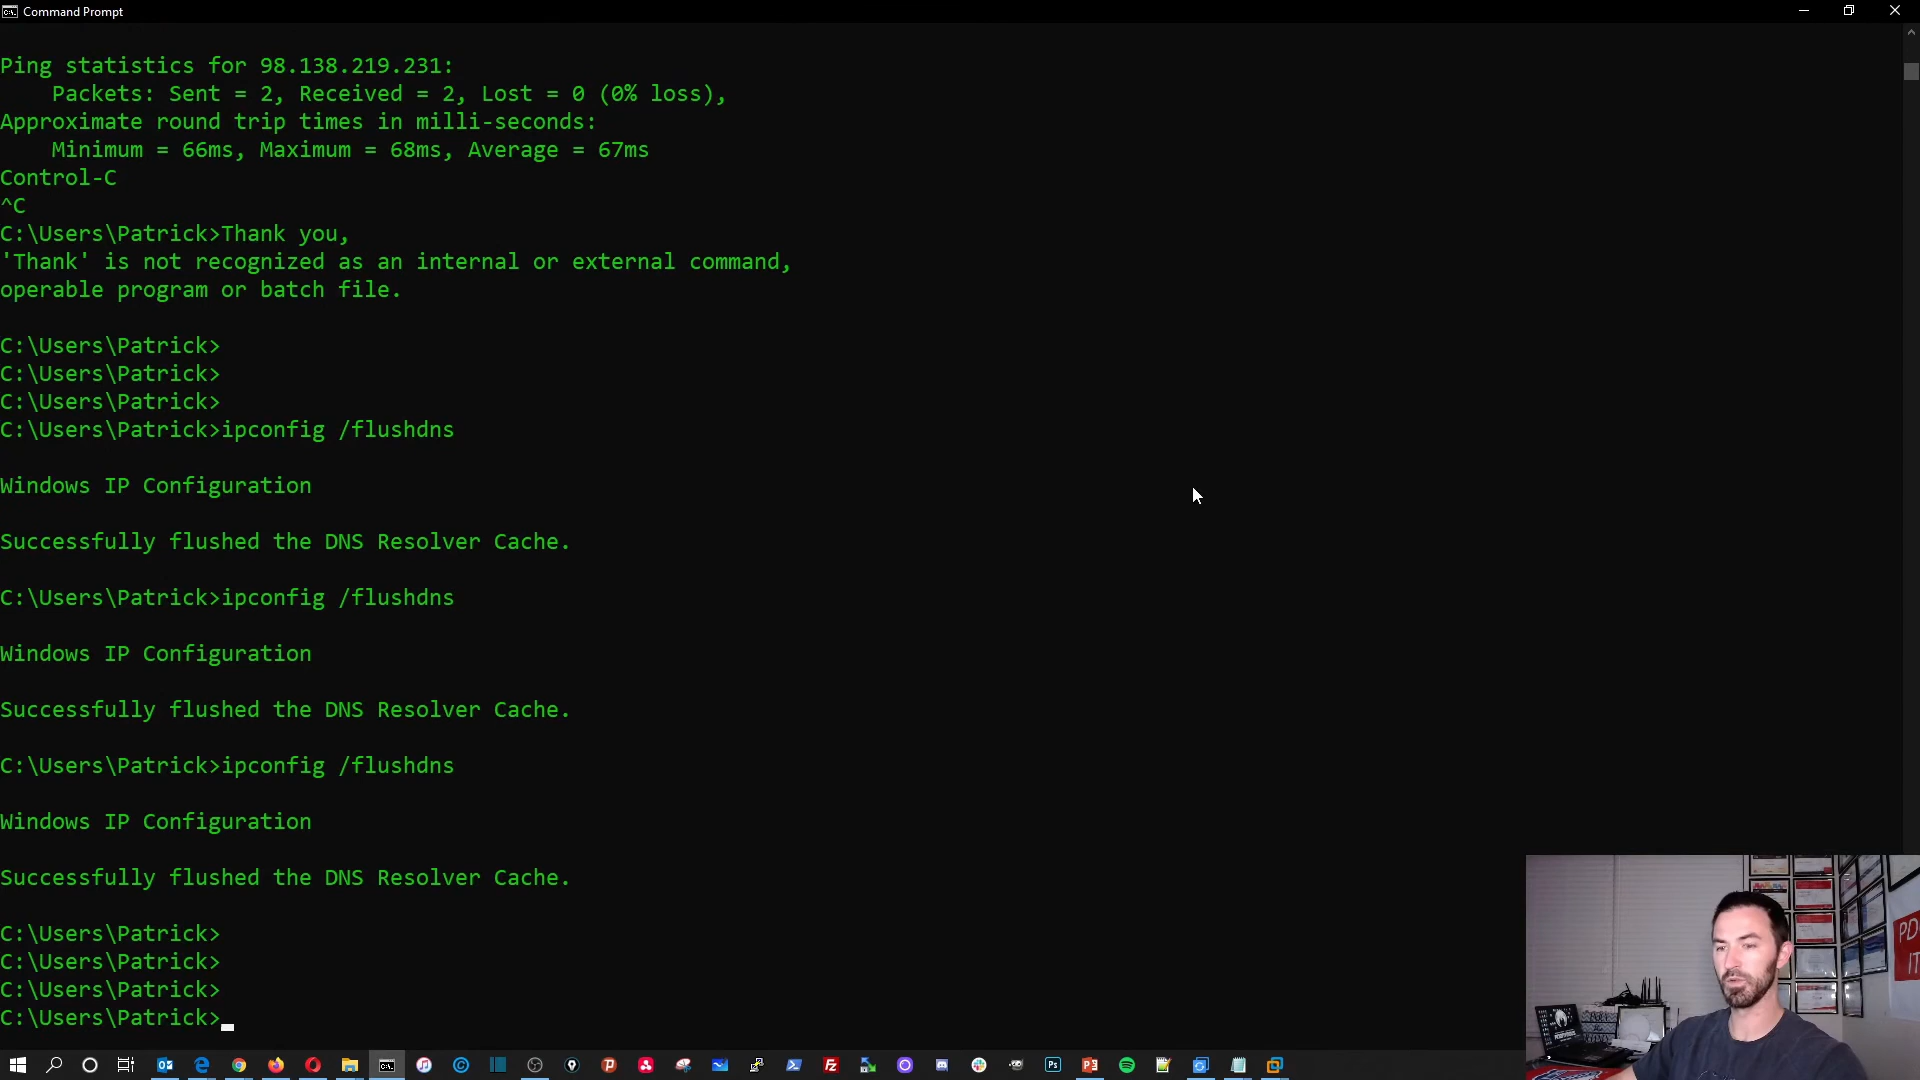 Command Prompt
Ping statistics for 98.138.219.231:
Packets: Sent = 2, Received = 2, Lost = 0 (0% loss),
Approximate round trip times in milli-seconds:
Minimum = 66ms, Maximum = 68ms, Average = 67ms
Control-C
^C
C:\Users\Patrick>Thank you,
'Thank' is not recognized as an internal or external command,
operable program or batch file.
C:\Users\Patrick>
C:\Users\Patrick>
C:\Users\Patrick>
C:\Users\Patrick>ipconfig /flushdns
Windows IP Configuration
Successfully flushed the DNS Resolver Cache.
C:\Users\Patrick>ipconfig /flushdns
Windows IP Configuration
Successfully flushed the DNS Resolver Cache.
C:\Users\Patrick>ipconfig /flushdns
Windows IP Configuration
Successfully flushed the DNS Resolver Cache.
C:\Users\Patrick>
C:\Users\Patrick>
C:\Users\Patrick>
C:\Users\Patrick>
PD
IT